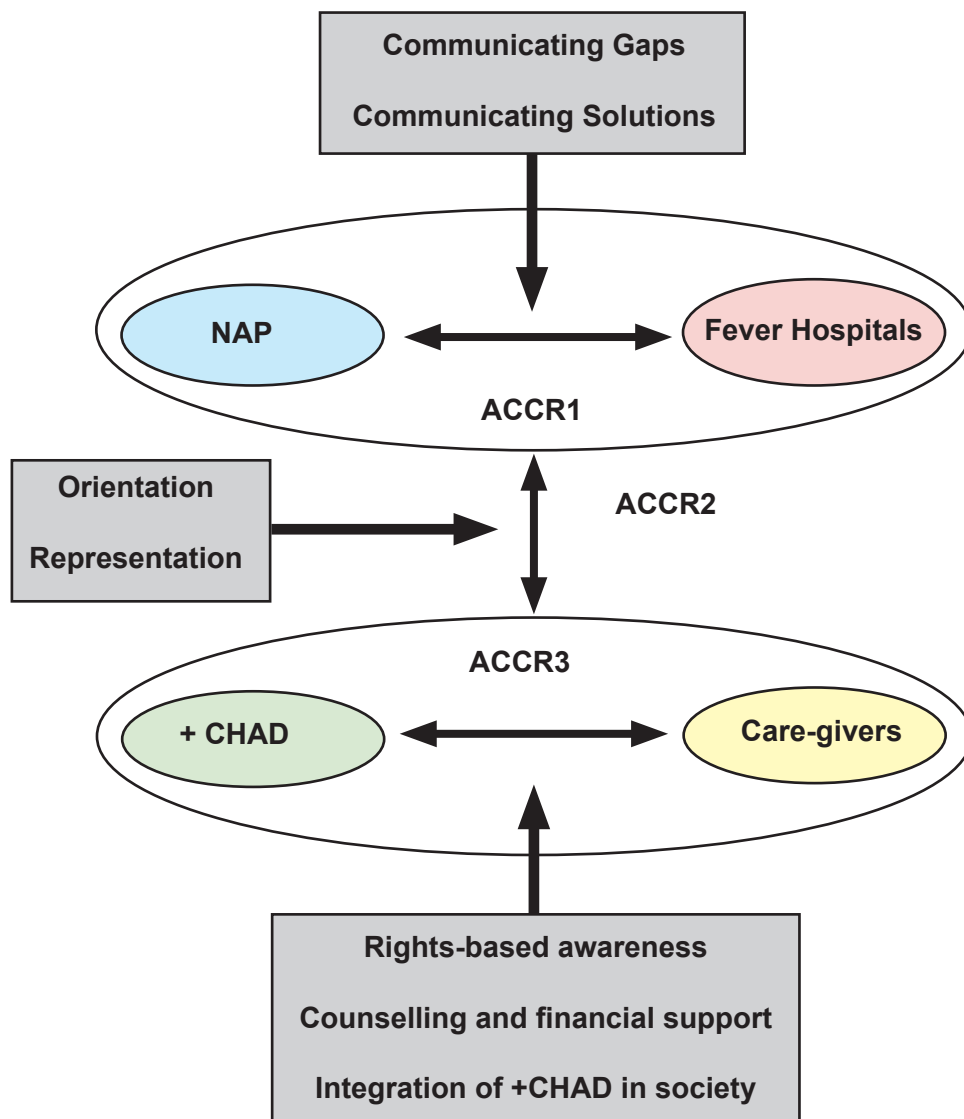 Communicating Gaps
Communicating Solutions
NAP
Fever Hospitals
ACCR1
Orientation
Representation
ACCR2
ACCR3
+ CHAD
Care-givers
Rights-based awareness
Counselling and financial support
Integration of +CHAD in society